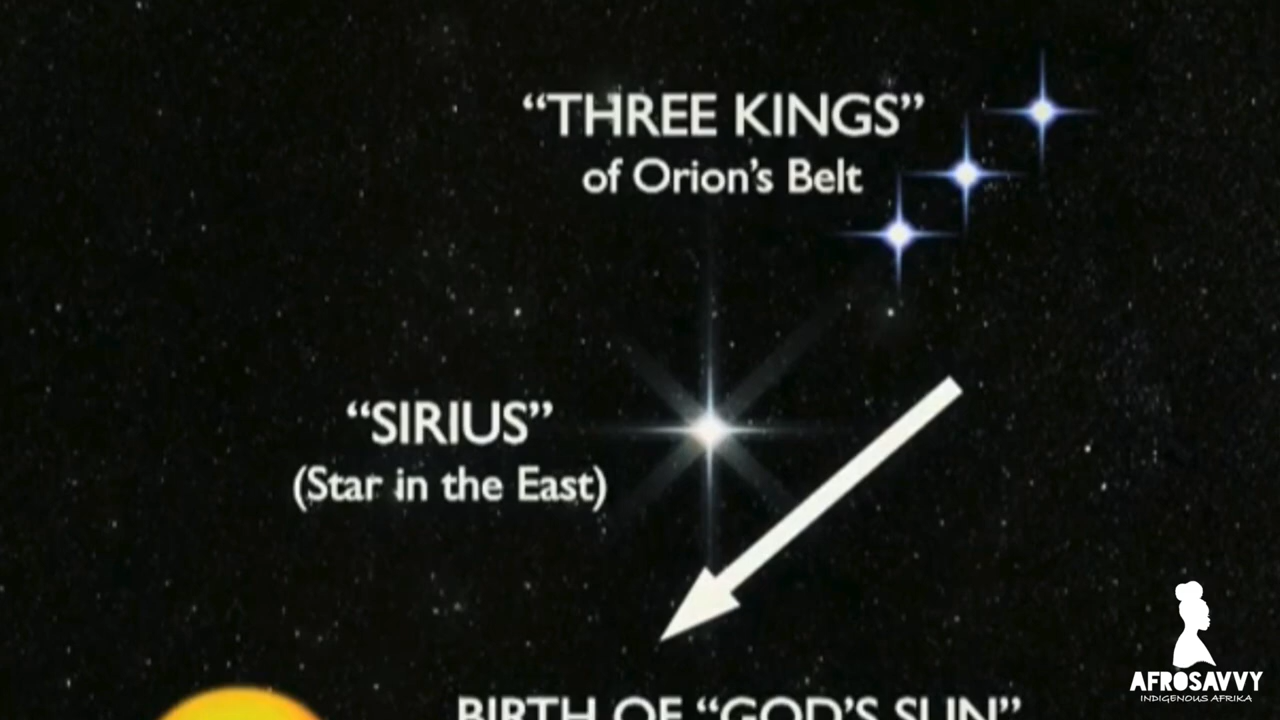 “THREE KINGS”
of Orion’s Belt
“SIRIUS”
(Star in the East)
BIRTH OF “GOD’S SUN”
AFROSAVVY
INDIGENOUS AFRIKA